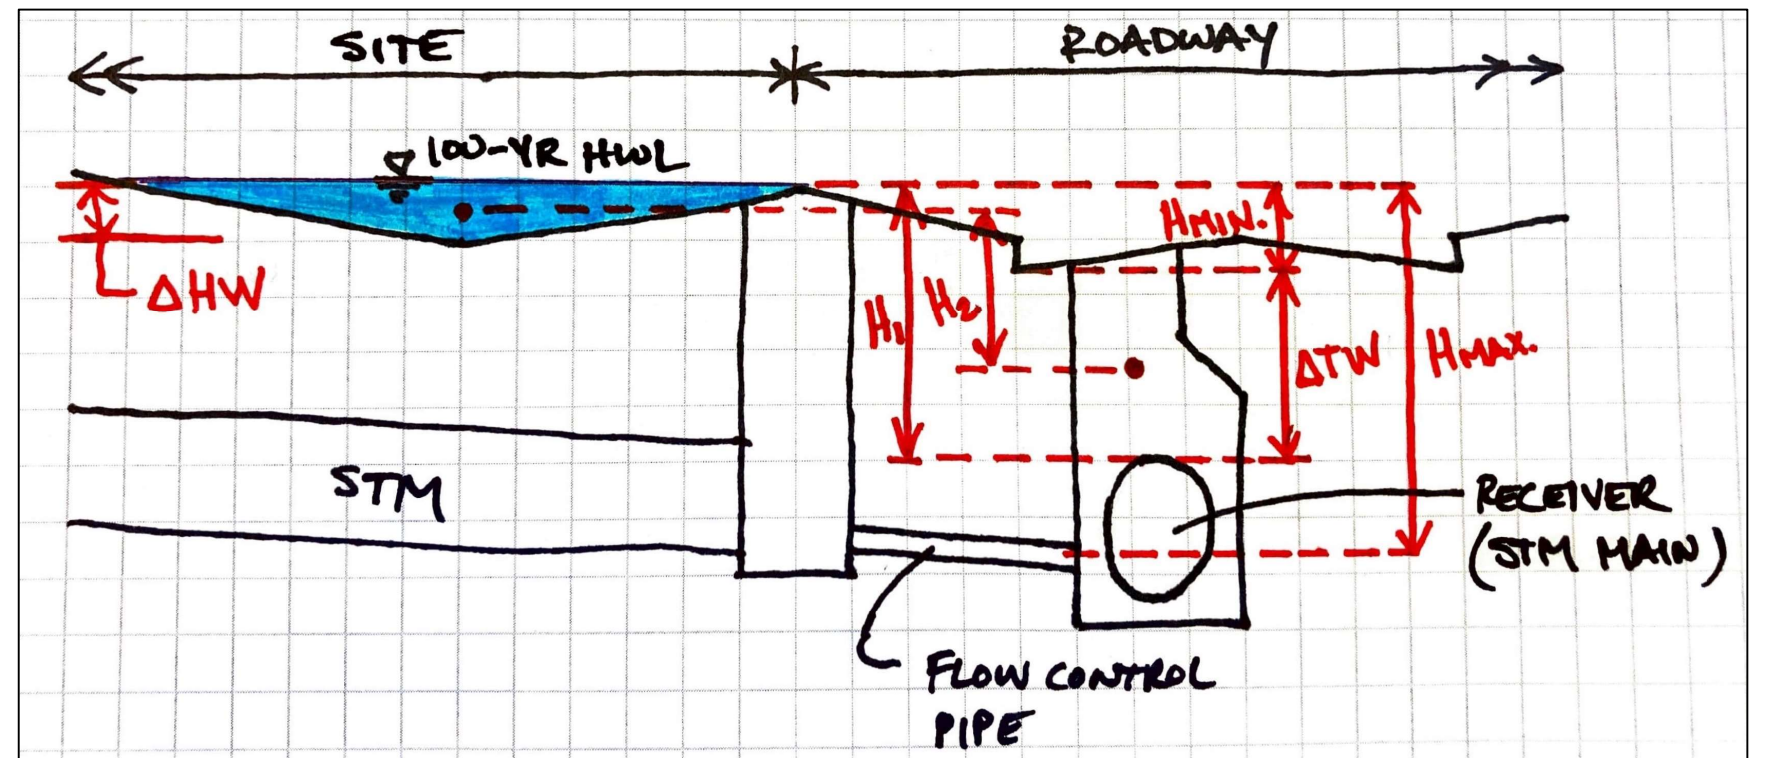 SITE
ROADWAY
100-YR HWL
ΔHW
H1
H2
HMIN.
ΔTW
HMAX.
STM
RECEIVER
(STM MAIN)
FLOW CONTROL
PIPE